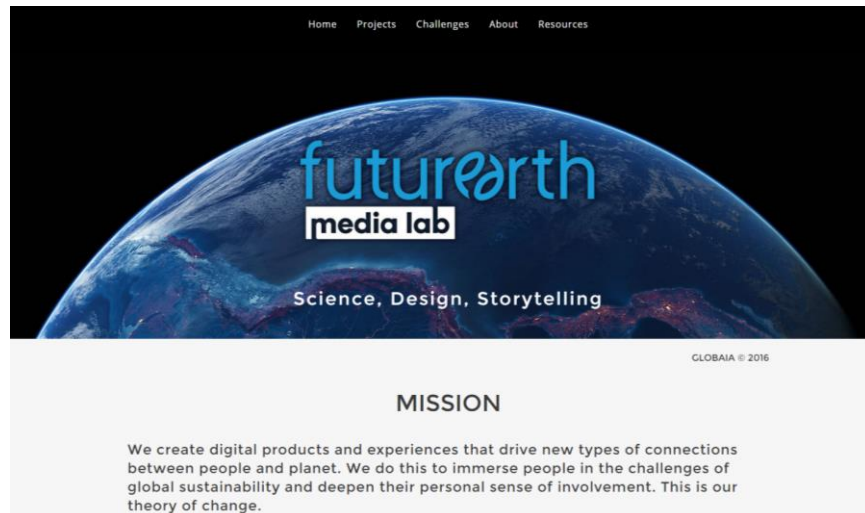 Home Projects Challenges About Resources
futurearth
media lab
Science, Design, Storytelling
GLOBAIA © 2016
MISSION
We create digital products and experiences that drive new types of connections
between people and planet. We do this to immerse people in the challenges of
global sustainability and deepen their personal sense of involvement. This is our
theory of change.